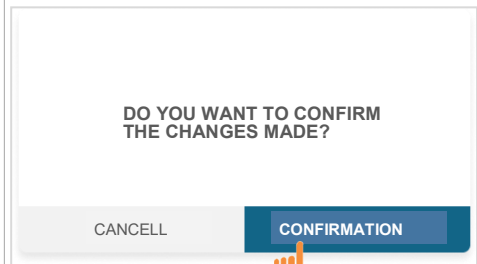 DO YOU WANT TO CONFIRM
THE CHANGES MADE?
CANCELL
CONFIRMATION